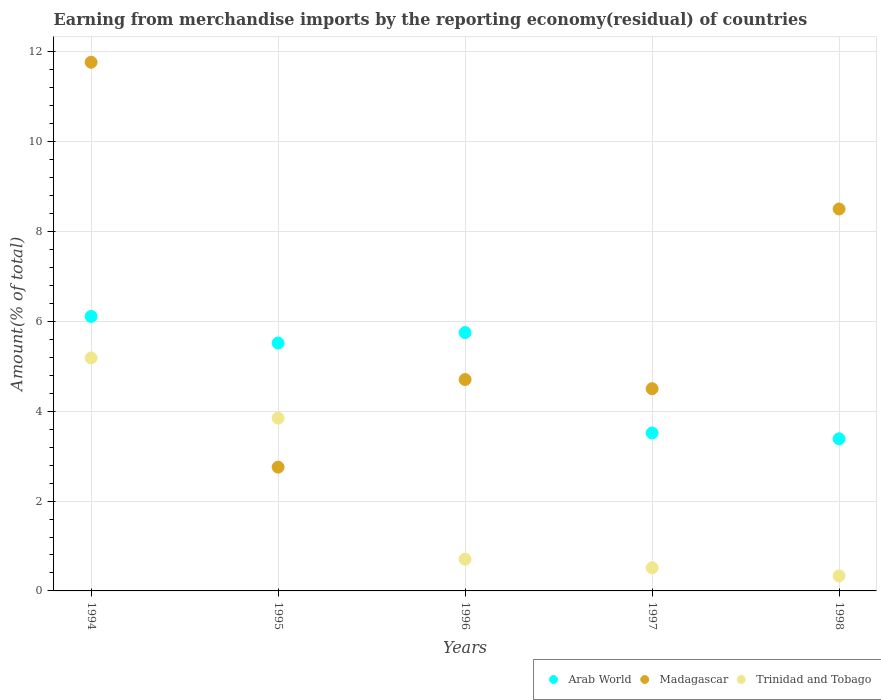 Earning from merchandise imports by the reporting economy(residual) of countries
Amount(% of total)
12
10
8
6
4
2
0
1994
1995
1996
1997
1998
Years
Arab World
Madagascar
Trinidad and Tobago